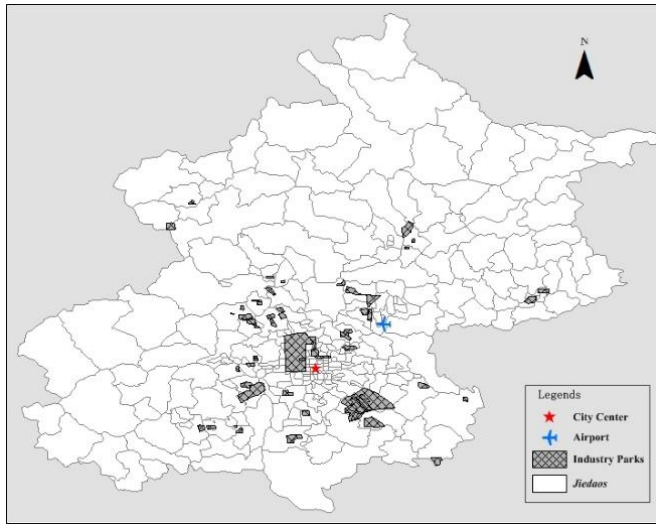 N
Legends
City Center
Airport
Industry Parks
Jiedaos